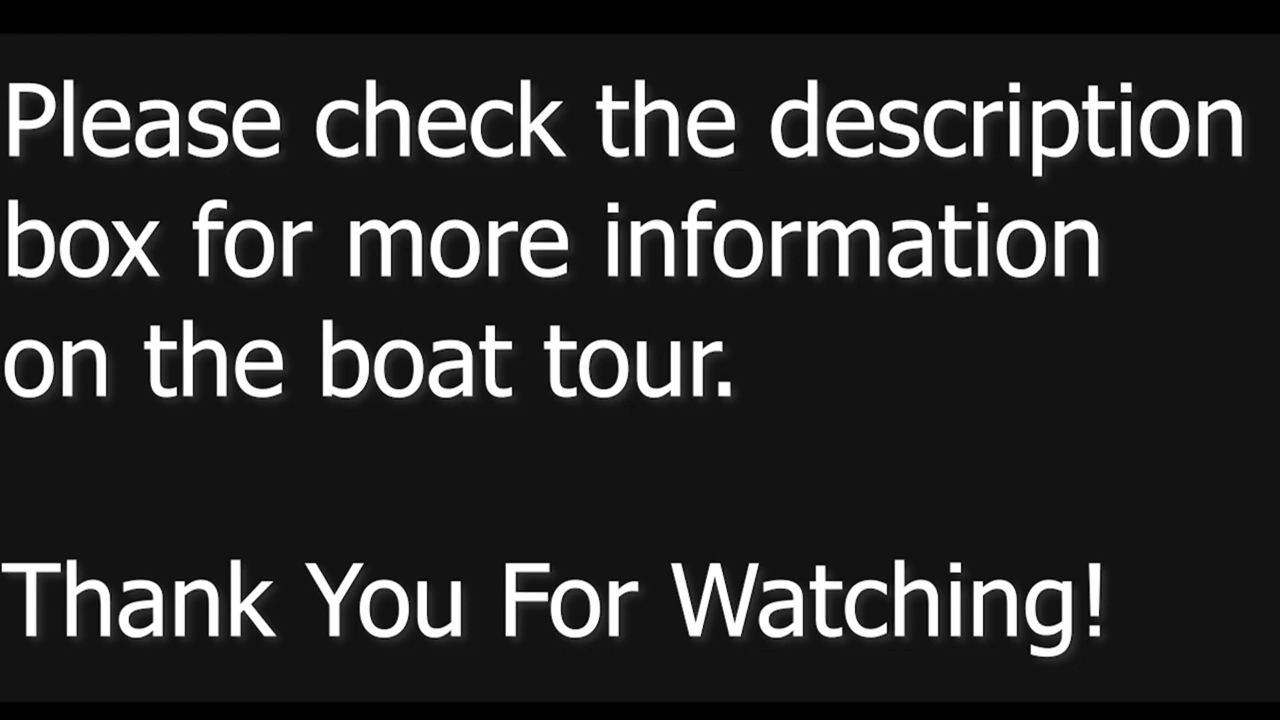 Please check the description
box for more information
on the boat tour.
Thank You For Watching!